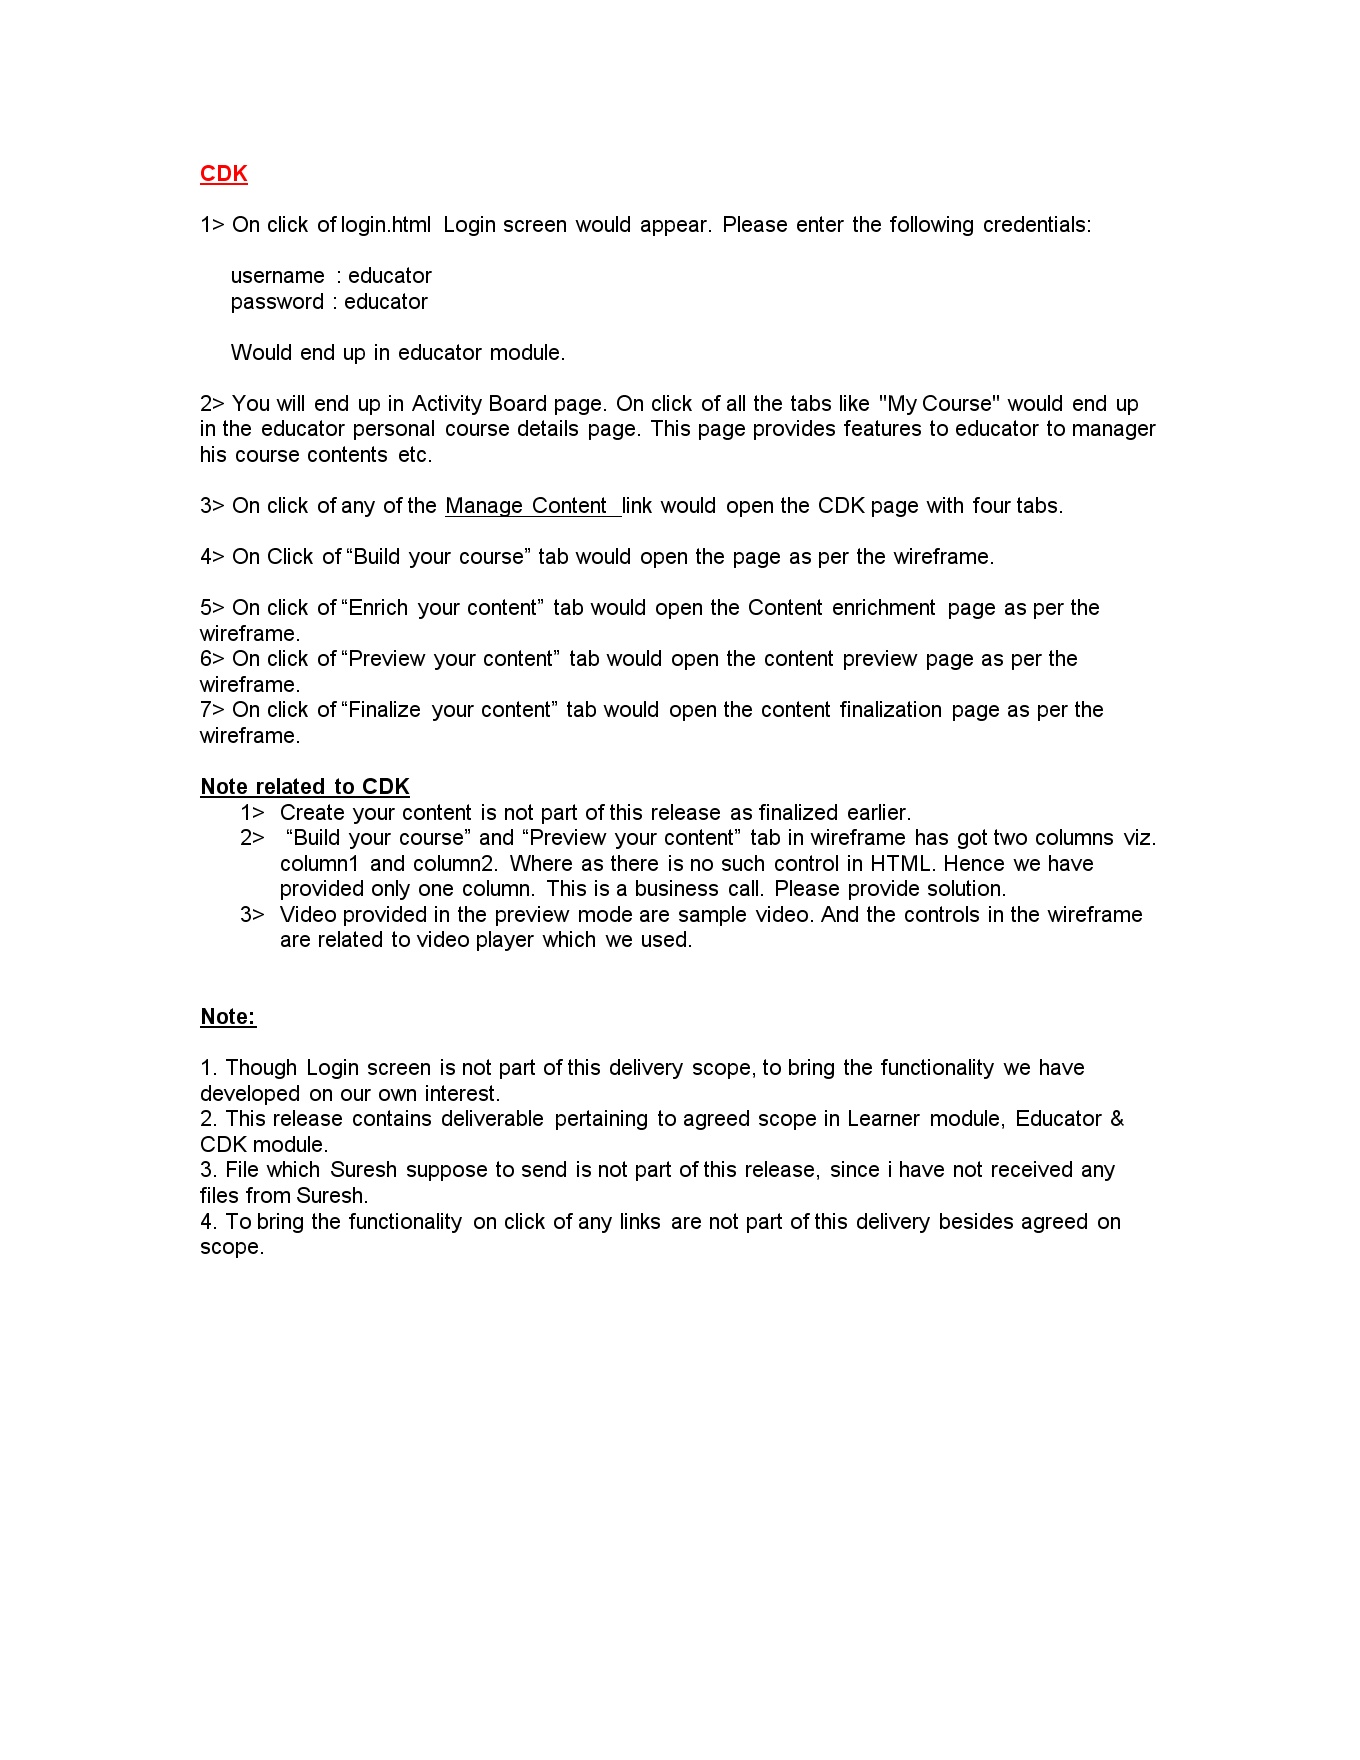 CDK
1> On click of login.html Login screen would appear. Please enter the following credentials:
username : educator
password : educator
Would end up in educator module.
2> You will end up in Activity Board page. On click of all the tabs like "My Course" would end up
in the educator personal course details page. This page provides features to educator to manager
his course contents etc.
3> On click of any of the Manage Content link would open the CDK page with four tabs.
4> On Click of “Build your course” tab would open the page as per the wireframe.
5> On click of “Enrich your content” tab would open the Content enrichment page as per the
wireframe.
6> On click of “Preview your content” tab would open the content preview page as per the
wireframe.
7> On click of “Finalize your content” tab would open the content finalization page as per the
wireframe.
Note related to CDK
1> Create your content is not part of this release as finalized earlier.
2> “Build your course” and “Preview your content” tab in wireframe has got two columns viz.
column1 and column2. Where as there is no such control in HTML. Hence we have
provided only one column. This is a business call. Please provide solution.
3> Video provided in the preview mode are sample video. And the controls in the wireframe
are related to video player which we used.
Note:
1. Though Login screen is not part of this delivery scope, to bring the functionality we have
developed on our own interest.
2. This release contains deliverable pertaining to agreed scope in Learner module, Educator &
CDK module.
3. File which Suresh suppose to send is not part of this release, since i have not received any
files from Suresh.
4. To bring the functionality on click of any links are not part of this delivery besides agreed on
scope.